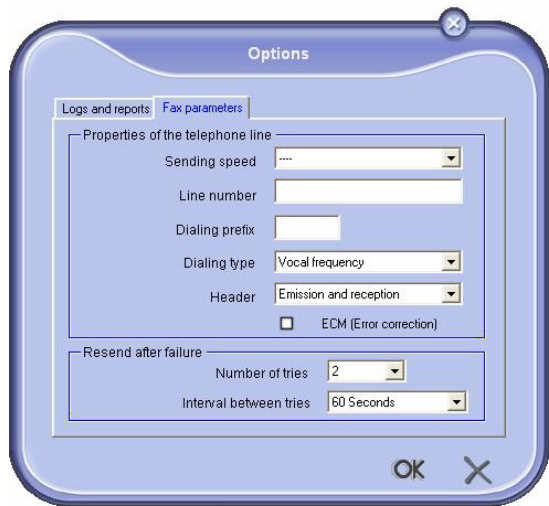 Options
Logs and reports Fax parameters
Properties of the telephone line
Sending speed ----
Line number
Dialing prefix
Dialing type Vocal frequency
Header Emission and reception
ECM (Error correction)
Resend after failure
Number of tries 2
Interval between tries 60 Seconds
OK